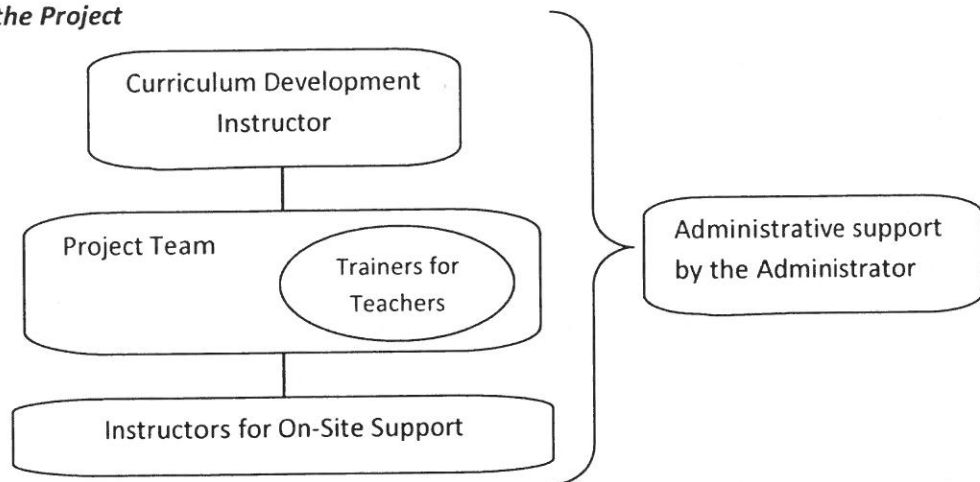 the Project
Curriculum Development
Instructor
Project Team
Trainers for
Teachers
Instructors for On-Site Support
Administrative support
by the Administrator